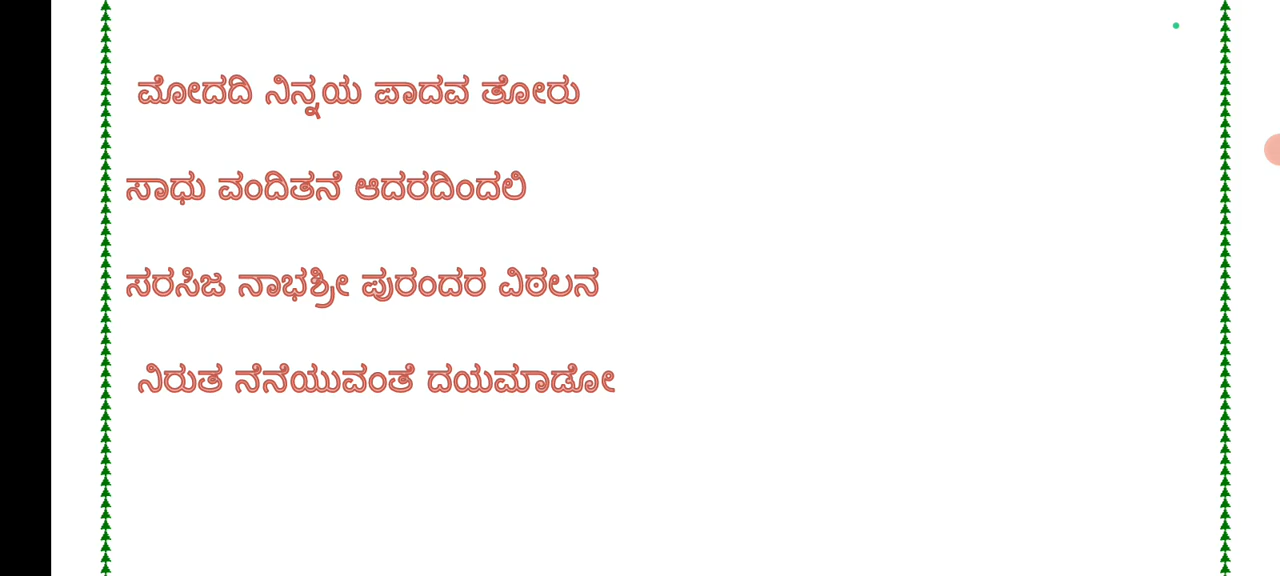 ಮೋದದಿ ನಿನ್ನಯ ಪಾದವ ತೋರು
ಸಾಧು ವಂದಿತನೆ ಆದರದಿಂದಲಿ
ಸರಸಿಜ ನಾಭಶ್ರೀ ಪುರಂದರ ವಿಠಲನ
ನಿರುತ ನೆನೆಯುವಂತೆ ದಯಮಾಡೋ